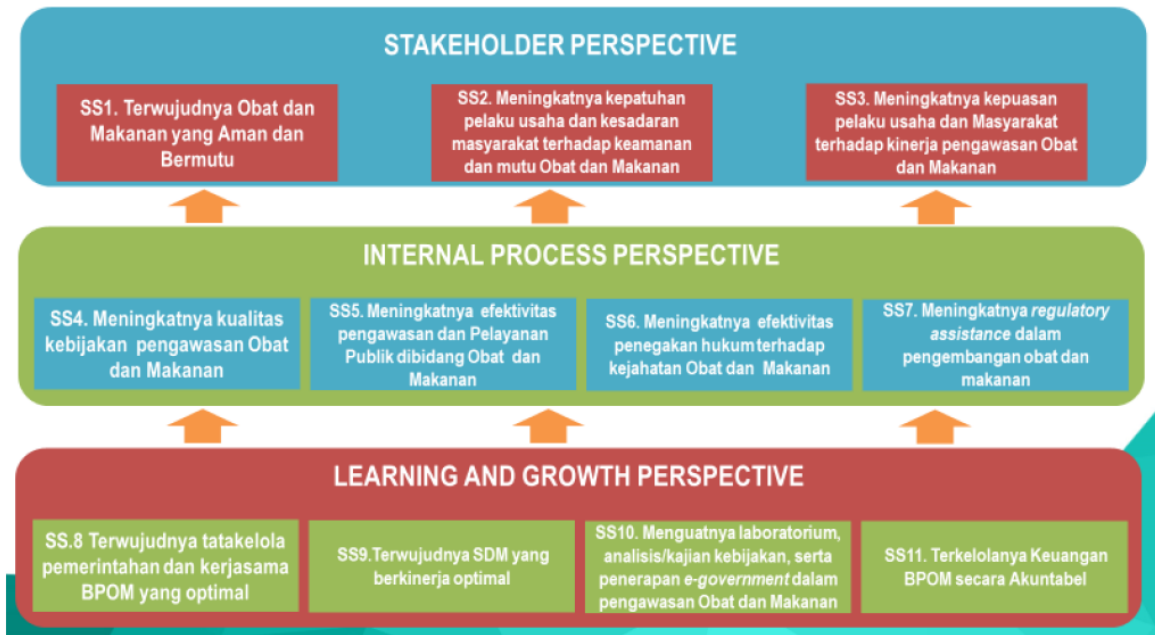 STAKEHOLDER PERSPECTIVE
SS1. Terwujudnya Obat dan
Makanan yang Aman dan
Bermutu
SS2. Meningkatnya kepatuhan
pelaku usaha dan kesadaran
masyarakat terhadap keamanan
dan mutu Obat dan Makanan
SS3. Meningkatnya kepuasan
pelaku usaha dan Masyarakat
terhadap kinerja pengawasan Obat
dan Makanan
INTERNAL PROCESS PERSPECTIVE
SS4. Meningkatnya kualitas
kebijakan pengawasan Obat
dan Makanan
SS5. Meningkatnya efektivitas
pengawasan dan Pelayanan
Publik dibidang Obat dan
Makanan
SS6. Meningkatnya efektivitas
penegakan hukum terhadap
kejahatan Obat dan Makanan
SS7. Meningkatnya regulatory
assistance dalam
pengembangan obat dan
makanan
LEARNING AND GROWTH PERSPECTIVE
SS.8 Terwujudnya tatakelola
pemerintahan dan kerjasama
BPOM yang optimal
SS9.Terwujudnya SDM yang
berkinerja optimal
SS10. Menguatnya laboratorium,
analisis/kajian kebijakan, serta
penerapan e-government dalam
pengawasan Obat dan Makanan
SS11. Terkelolanya Keuangan
BPOM secara Akuntabel